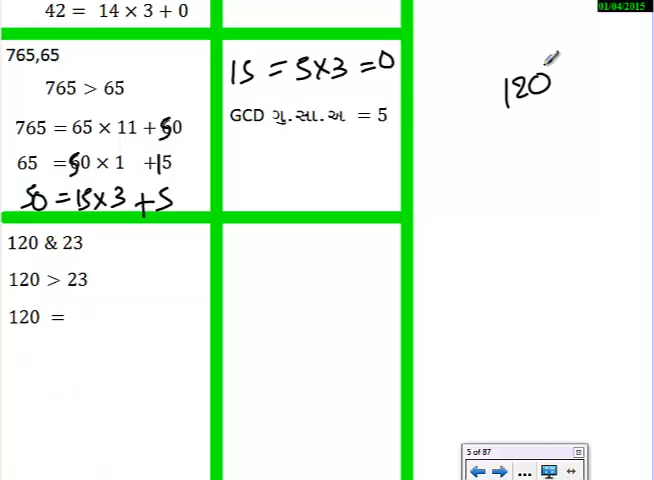 42 = 14 × 3 + 0
01/04/2015
765,65
765 > 65
765 = 65 × 11 + 50
65 = 50 × 1 + 15
50 = 15 × 3 + 5
15 = 5 × 3 = 0
GCD ગુ.સા.અ = 5
120
120 & 23
120 > 23
120 =
5 of 87